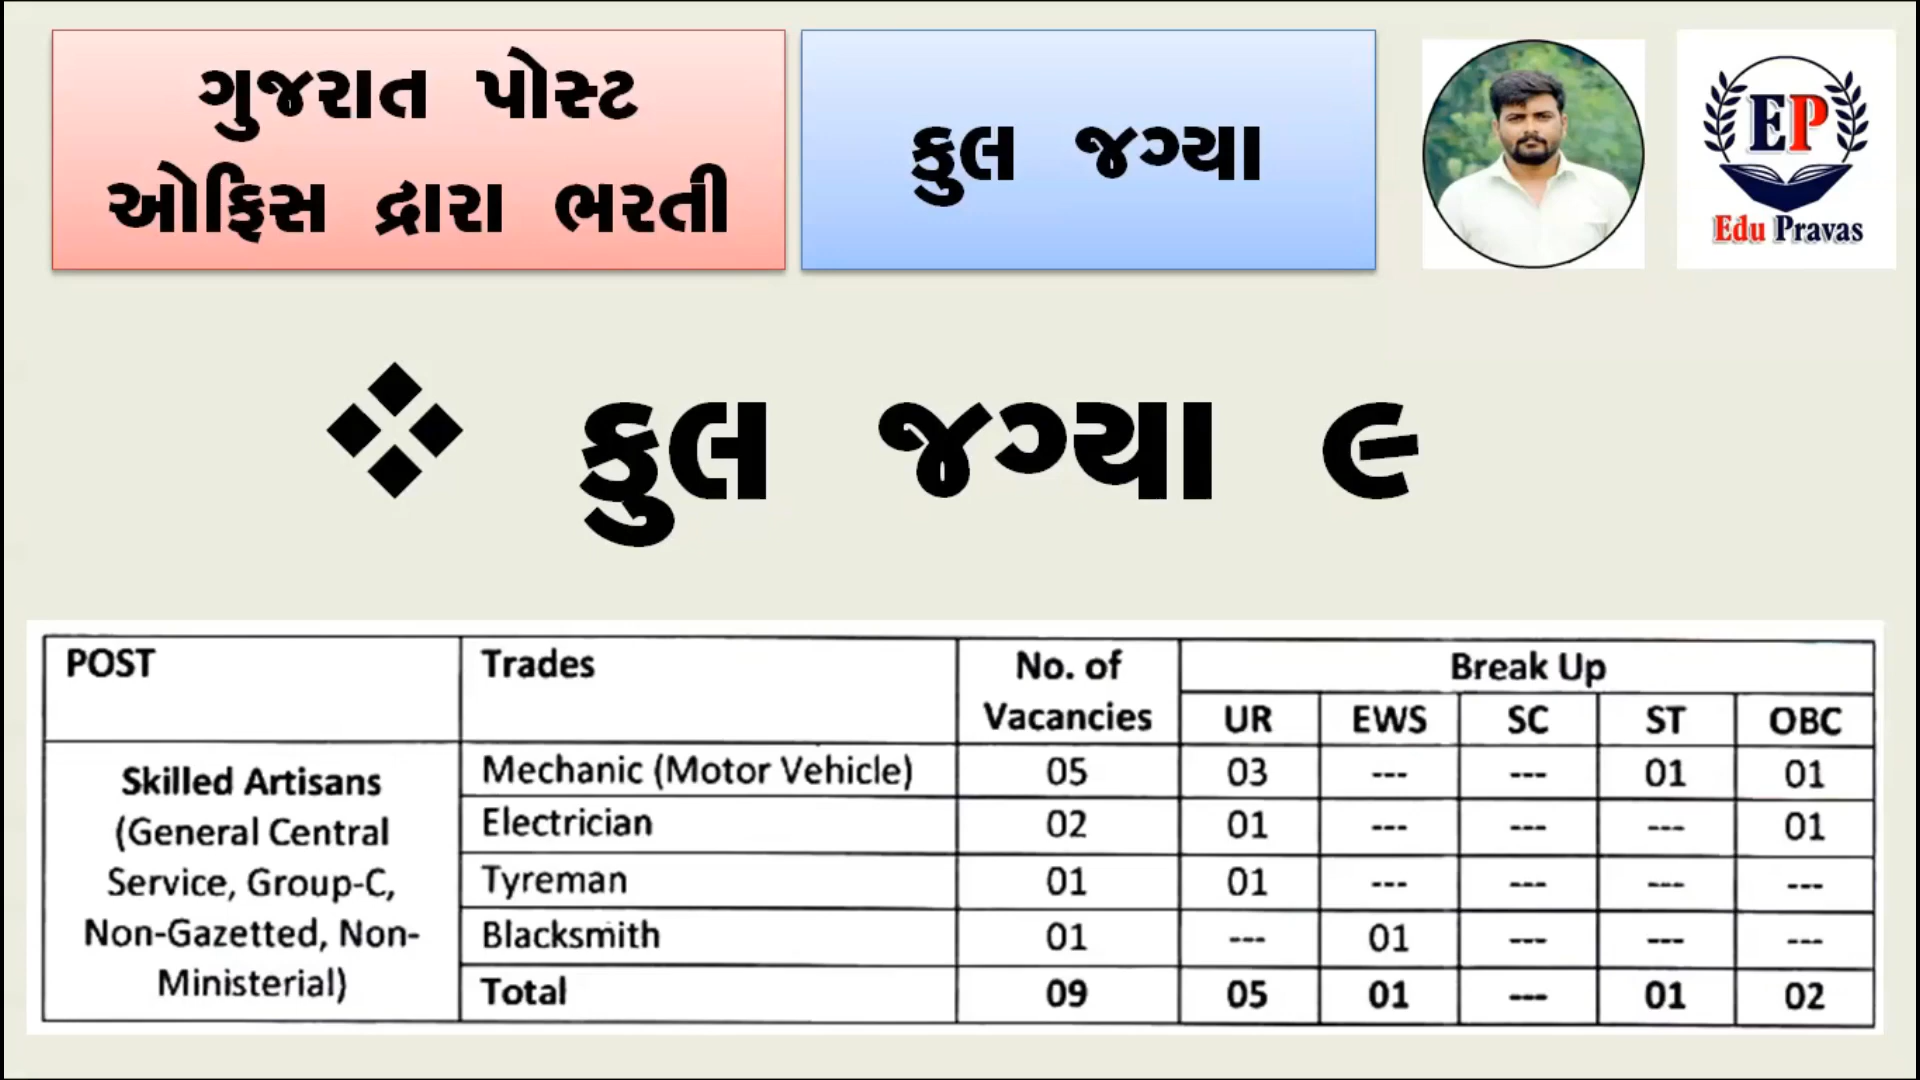 ગુજરાત પોસ્ટ
ઓફિસ દ્વારા ભરતી
કુલ જગ્યા
EP
Edu Pravas
❖ કુલ જગ્યા ૯
POST Trades No. of Vacancies Break Up
UR EWS SC ST OBC
Skilled Artisans
(General Central
Service, Group-C,
Non-Gazetted, Non-
Ministerial)
Mechanic (Motor Vehicle) 05 03 --- --- 01 01
Electrician 02 01 --- --- --- 01
Tyreman 01 01 --- --- --- ---
Blacksmith 01 --- 01 --- --- ---
Total 09 05 01 --- 01 02